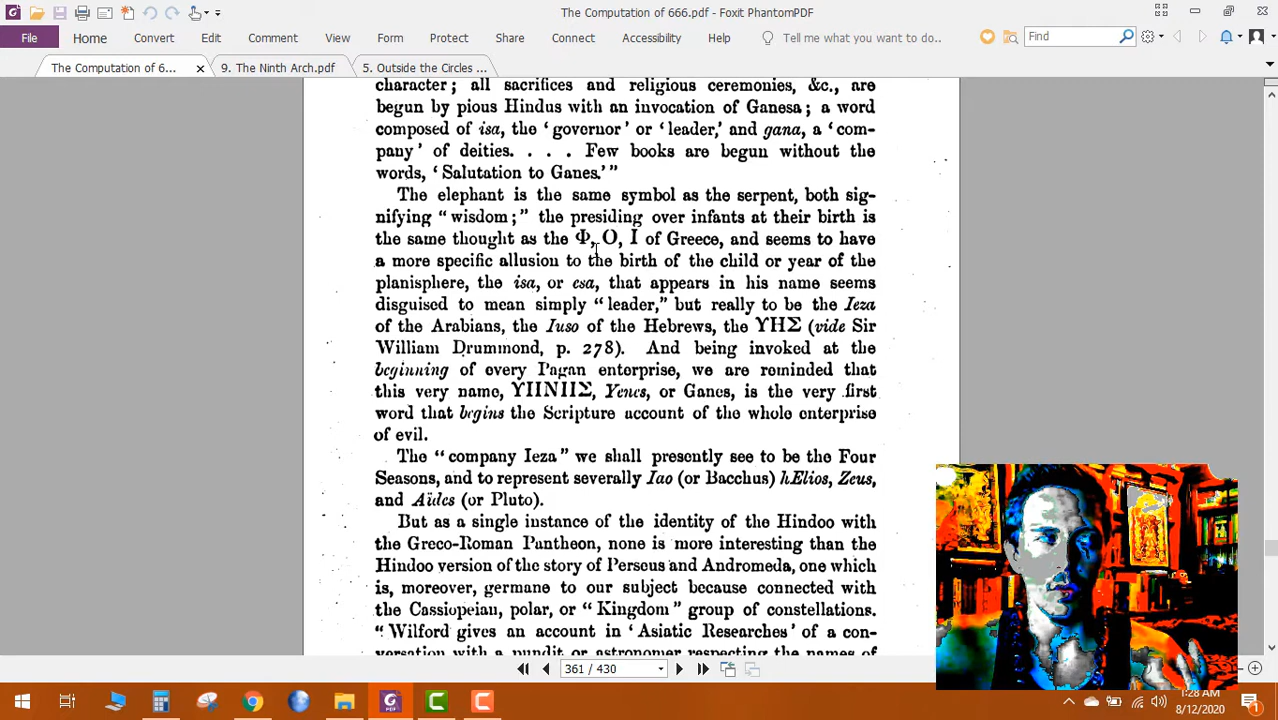 The Computation of 666.pdf - Foxit PhantomPDF
File Home Convert Edit Comment View Form Protect Share Connect Accessibility Help Tell me what you want to do.. Find
The Computation of 6... 9. The Ninth Arch.pdf 5. Outside the Circles ...
character; all sacrifices and religious ceremonies, &c., are
begun by pious Hindus with an invocation of Ganesa; a word
composed of isa, the 'governor' or 'leader,' and gana, a 'com-
pany' of deities. . . . Few books are begun without the
words, 'Salutation to Ganes.'"
The elephant is the same symbol as the serpent, both sig-
nifying "wisdom;" the presiding over infants at their birth is
the same thought as the Φ, Ο, Ι of Greece, and seems to have
a more specific allusion to the birth of the child or year of the
planisphere, the isa, or esa, that appears in his name seems
disguised to mean simply "leader," but really to be the Ieza
of the Arabians, the Iuso of the Hebrews, the ΥΗΣ (vide Sir
William Drummond, p. 278). And being invoked at the
beginning of every Pagan enterprise, we are reminded that
this very name, ΥΗΝΗΣ, Yenes, or Ganes, is the very first
word that begins the Scripture account of the whole enterprise
of evil.
The "company Ieza" we shall presently see to be the Four
Seasons, and to represent severally Iao (or Bacchus) hElios, Zeus,
and Aïdes (or Pluto).
But as a single instance of the identity of the Hindoo with
the Greco-Roman Pantheon, none is more interesting than the
Hindoo version of the story of Perseus and Andromeda, one which
is, moreover, germane to our subject because connected with
the Cassiopeian, polar, or "Kingdom" group of constellations.
"Wilford gives an account in 'Asiatic Researches' of a con-
versation with a pundit or astronomer respecting the names of
361 / 430
1:28 AM
8/12/2020